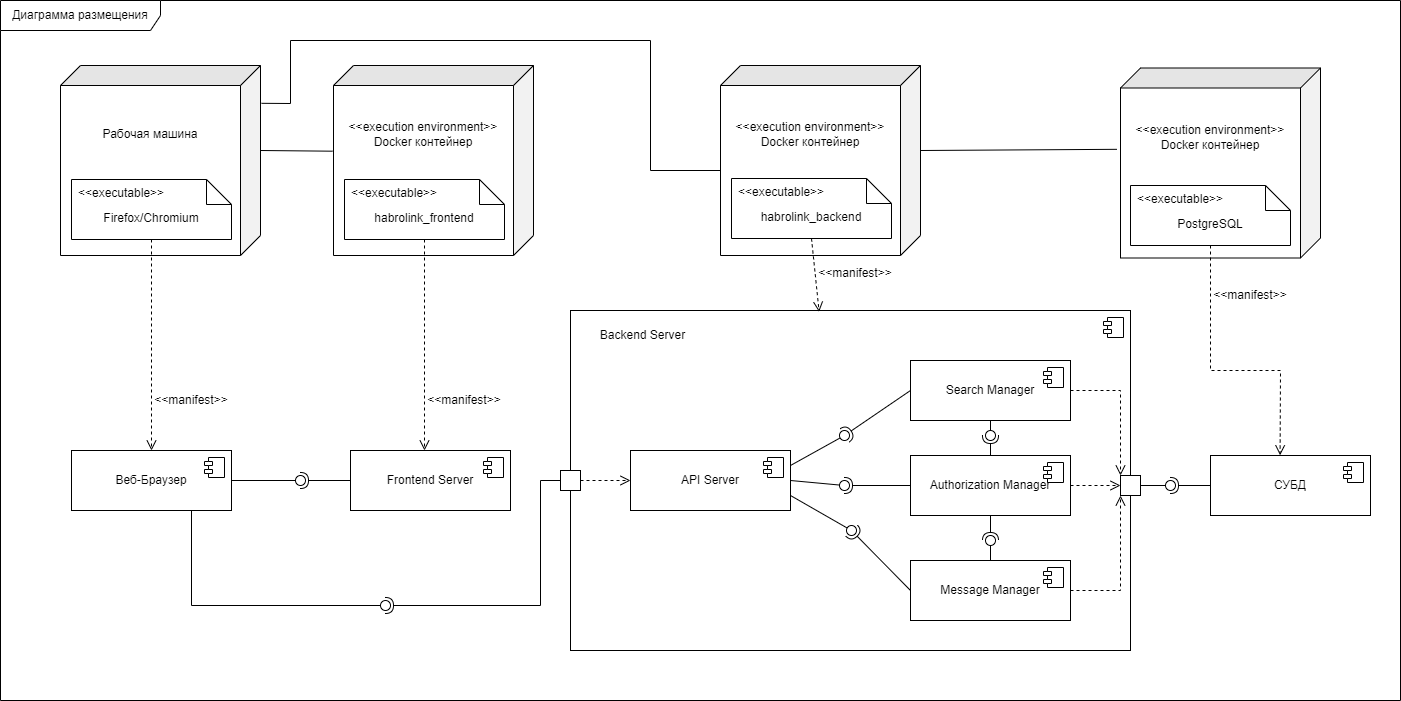 Диаграмма размещения
Рабочая машина
<<executable>>
Firefox/Chromium
<<execution environment>>
Docker контейнер
<<executable>>
habrolink_frontend
<<execution environment>>
Docker контейнер
<<executable>>
habrolink_backend
<<execution environment>>
Docker контейнер
<<executable>>
PostgreSQL
<<manifest>>
<<manifest>>
<<manifest>>
<<manifest>>
Backend Server
Веб-Браузер
Frontend Server
API Server
Search Manager
Authorization Manager
Message Manager
СУБД